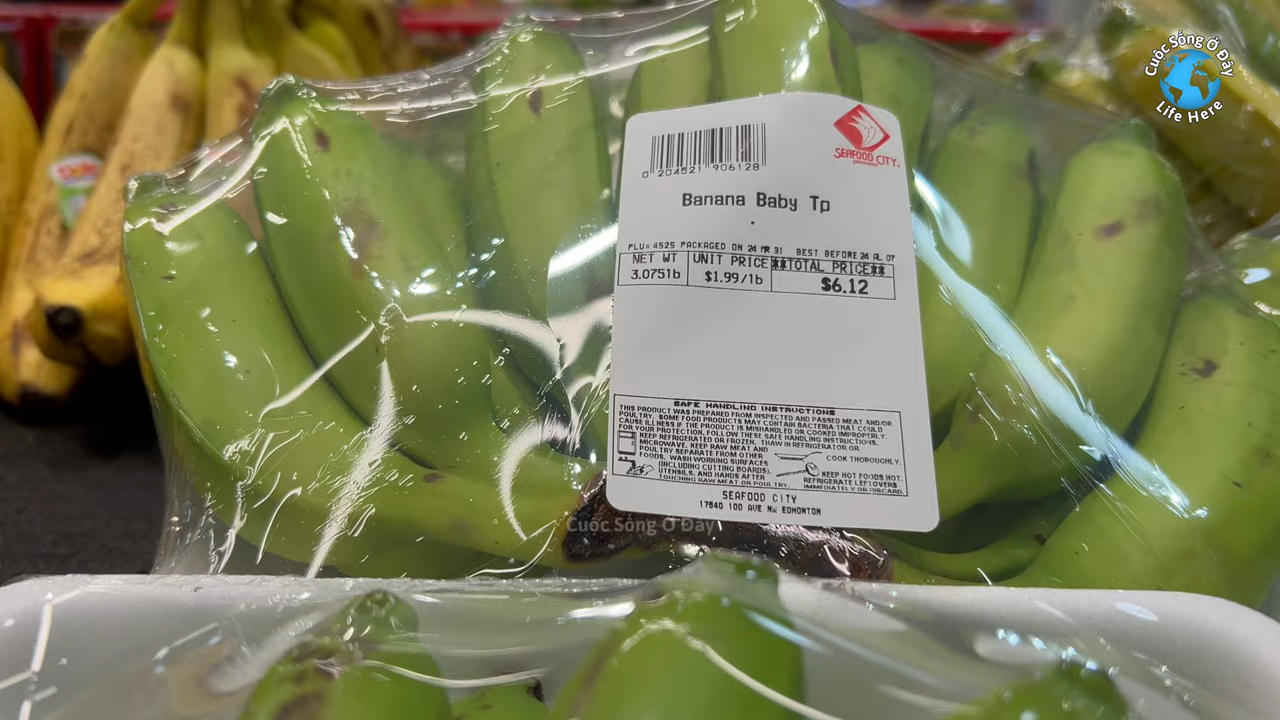 Cuộc Sống Ở Đây
Life Here
SEAFOOD CITY.
0 204521 906128
Banana Baby Tp
PLU# 4525 PACKAGED ON 24 MR 31 BEST BEFORE 24 AL 07
NET WT UNIT PRICE **TOTAL PRICE**
3.075lb $1.99/lb $6.12
SAFE HANDLING INSTRUCTIONS
THIS PRODUCT WAS PREPARED FROM INSPECTED AND PASSED MEAT AND/OR
POULTRY. SOME FOOD PRODUCTS MAY CONTAIN BACTERIA THAT COULD
CAUSE ILLNESS IF THE PRODUCT IS MISHANDLED OR COOKED IMPROPERLY.
FOR YOUR PROTECTION, FOLLOW THESE SAFE HANDLING INSTRUCTIONS.
KEEP REFRIGERATED OR FROZEN. THAW IN REFRIGERATOR OR
MICROWAVE. KEEP RAW MEAT AND
POULTRY SEPARATE FROM OTHER
FOODS. WASH WORKING SURFACES
(INCLUDING CUTTING BOARDS),
UTENSILS, AND HANDS AFTER
TOUCHING RAW MEAT OR POULTRY.
COOK THOROUGHLY.
KEEP HOT FOODS HOT.
REFRIGERATE LEFTOVERS
IMMEDIATELY OR DISCARD.
SEAFOOD CITY
17840 100 AVE NW EDMONTON
Cuộc Sống Ở Đây